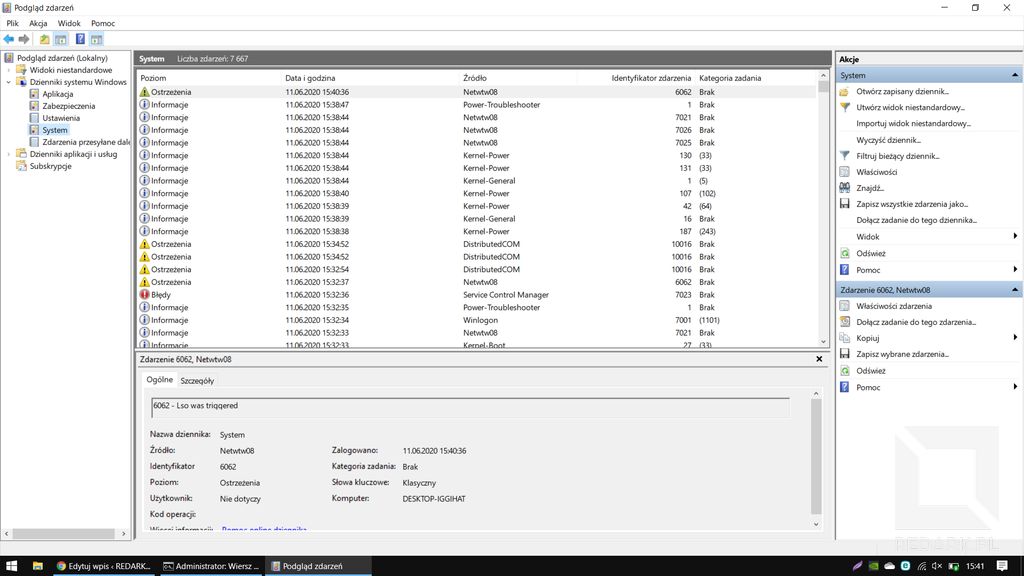 Podgląd zdarzeń
Plik Akcja Widok Pomoc
Podgląd zdarzeń (Lokalny)
Widoki niestandardowe
Dzienniki systemu Windows
Aplikacja
Zabezpieczenia
Ustawienia
System
Zdarzenia przesyłane dale
Dzienniki aplikacji i usług
Subskrypcje
System Liczba zdarzeń: 7 667
Poziom Data i godzina Źródło Identyfikator zdarzenia Kategoria zadania
Ostrzeżenia 11.06.2020 15:40:36 Netwtw08 6062 Brak
Informacje 11.06.2020 15:38:47 Power-Troubleshooter 1 Brak
Informacje 11.06.2020 15:38:44 Netwtw08 7021 Brak
Informacje 11.06.2020 15:38:44 Netwtw08 7026 Brak
Informacje 11.06.2020 15:38:44 Netwtw08 7025 Brak
Informacje 11.06.2020 15:38:44 Kernel-Power 130 (33)
Informacje 11.06.2020 15:38:44 Kernel-Power 131 (33)
Informacje 11.06.2020 15:38:44 Kernel-General 1 (5)
Informacje 11.06.2020 15:38:40 Kernel-Power 107 (102)
Informacje 11.06.2020 15:38:39 Kernel-Power 42 (64)
Informacje 11.06.2020 15:38:39 Kernel-General 16 Brak
Informacje 11.06.2020 15:38:38 Kernel-Power 187 (243)
Ostrzeżenia 11.06.2020 15:34:52 DistributedCOM 10016 Brak
Ostrzeżenia 11.06.2020 15:34:52 DistributedCOM 10016 Brak
Ostrzeżenia 11.06.2020 15:32:54 DistributedCOM 10016 Brak
Ostrzeżenia 11.06.2020 15:32:37 Netwtw08 6062 Brak
Błędy 11.06.2020 15:32:36 Service Control Manager 7023 Brak
Informacje 11.06.2020 15:32:35 Power-Troubleshooter 1 Brak
Informacje 11.06.2020 15:32:34 Winlogon 7001 (1101)
Informacje 11.06.2020 15:32:33 Netwtw08 7021 Brak
Informacje 11.06.2020 15:32:33 Kernel-Boot 27 (33)
Zdarzenie 6062, Netwtw08
Ogólne Szczegóły
6062 - Lso was triggered
Nazwa dziennika: System
Źródło: Netwtw08 Zalogowano: 11.06.2020 15:40:36
Identyfikator 6062 Kategoria zadania: Brak
Poziom: Ostrzeżenia Słowa kluczowe: Klasyczny
Użytkownik: Nie dotyczy Komputer: DESKTOP-IGGIHAT
Kod operacji:
Więcej informacji: Pomoc online dziennika
Akcje
System
Otwórz zapisany dziennik...
Utwórz widok niestandardowy...
Importuj widok niestandardowy...
Wyczyść dziennik...
Filtruj bieżący dziennik...
Właściwości
Znajdź...
Zapisz wszystkie zdarzenia jako...
Dołącz zadanie do tego dziennika...
Widok
Odśwież
Pomoc
Zdarzenie 6062, Netwtw08
Właściwości zdarzenia
Dołącz zadanie do tego zdarzenia...
Kopiuj
Zapisz wybrane zdarzenia...
Odśwież
Pomoc
REDARK.PL
Edytuj wpis ‹ REDARK... Administrator: Wiersz ... Podgląd zdarzeń 15:41